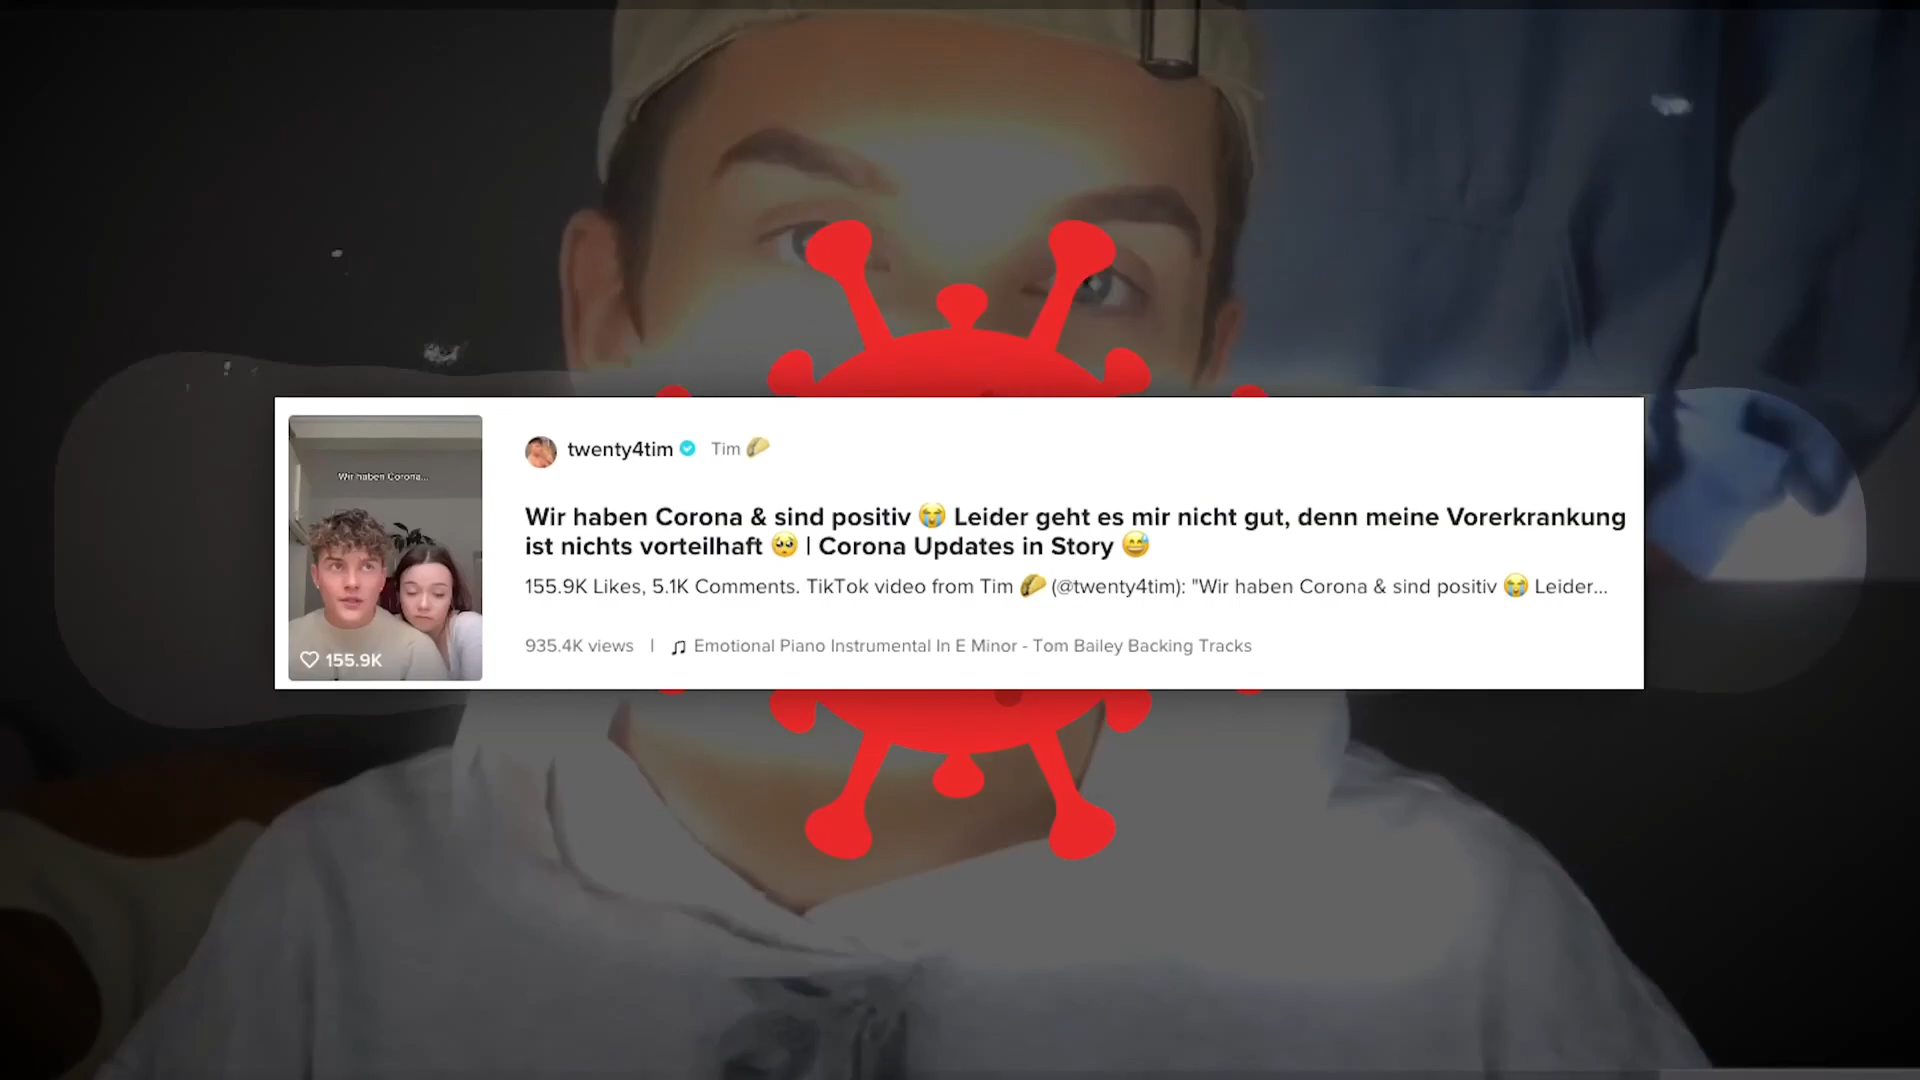 Wir haben Corona...
155.9K
twenty4tim Tim 🌮
Wir haben Corona & sind positiv 😭 Leider geht es mir nicht gut, denn meine Vorerkrankung
ist nichts vorteilhaft 🥺 | Corona Updates in Story 😅
155.9K Likes, 5.1K Comments. TikTok video from Tim 🌮 (@twenty4tim): "Wir haben Corona & sind positiv 😭 Leider...
935.4K views | ♫ Emotional Piano Instrumental In E Minor - Tom Bailey Backing Tracks